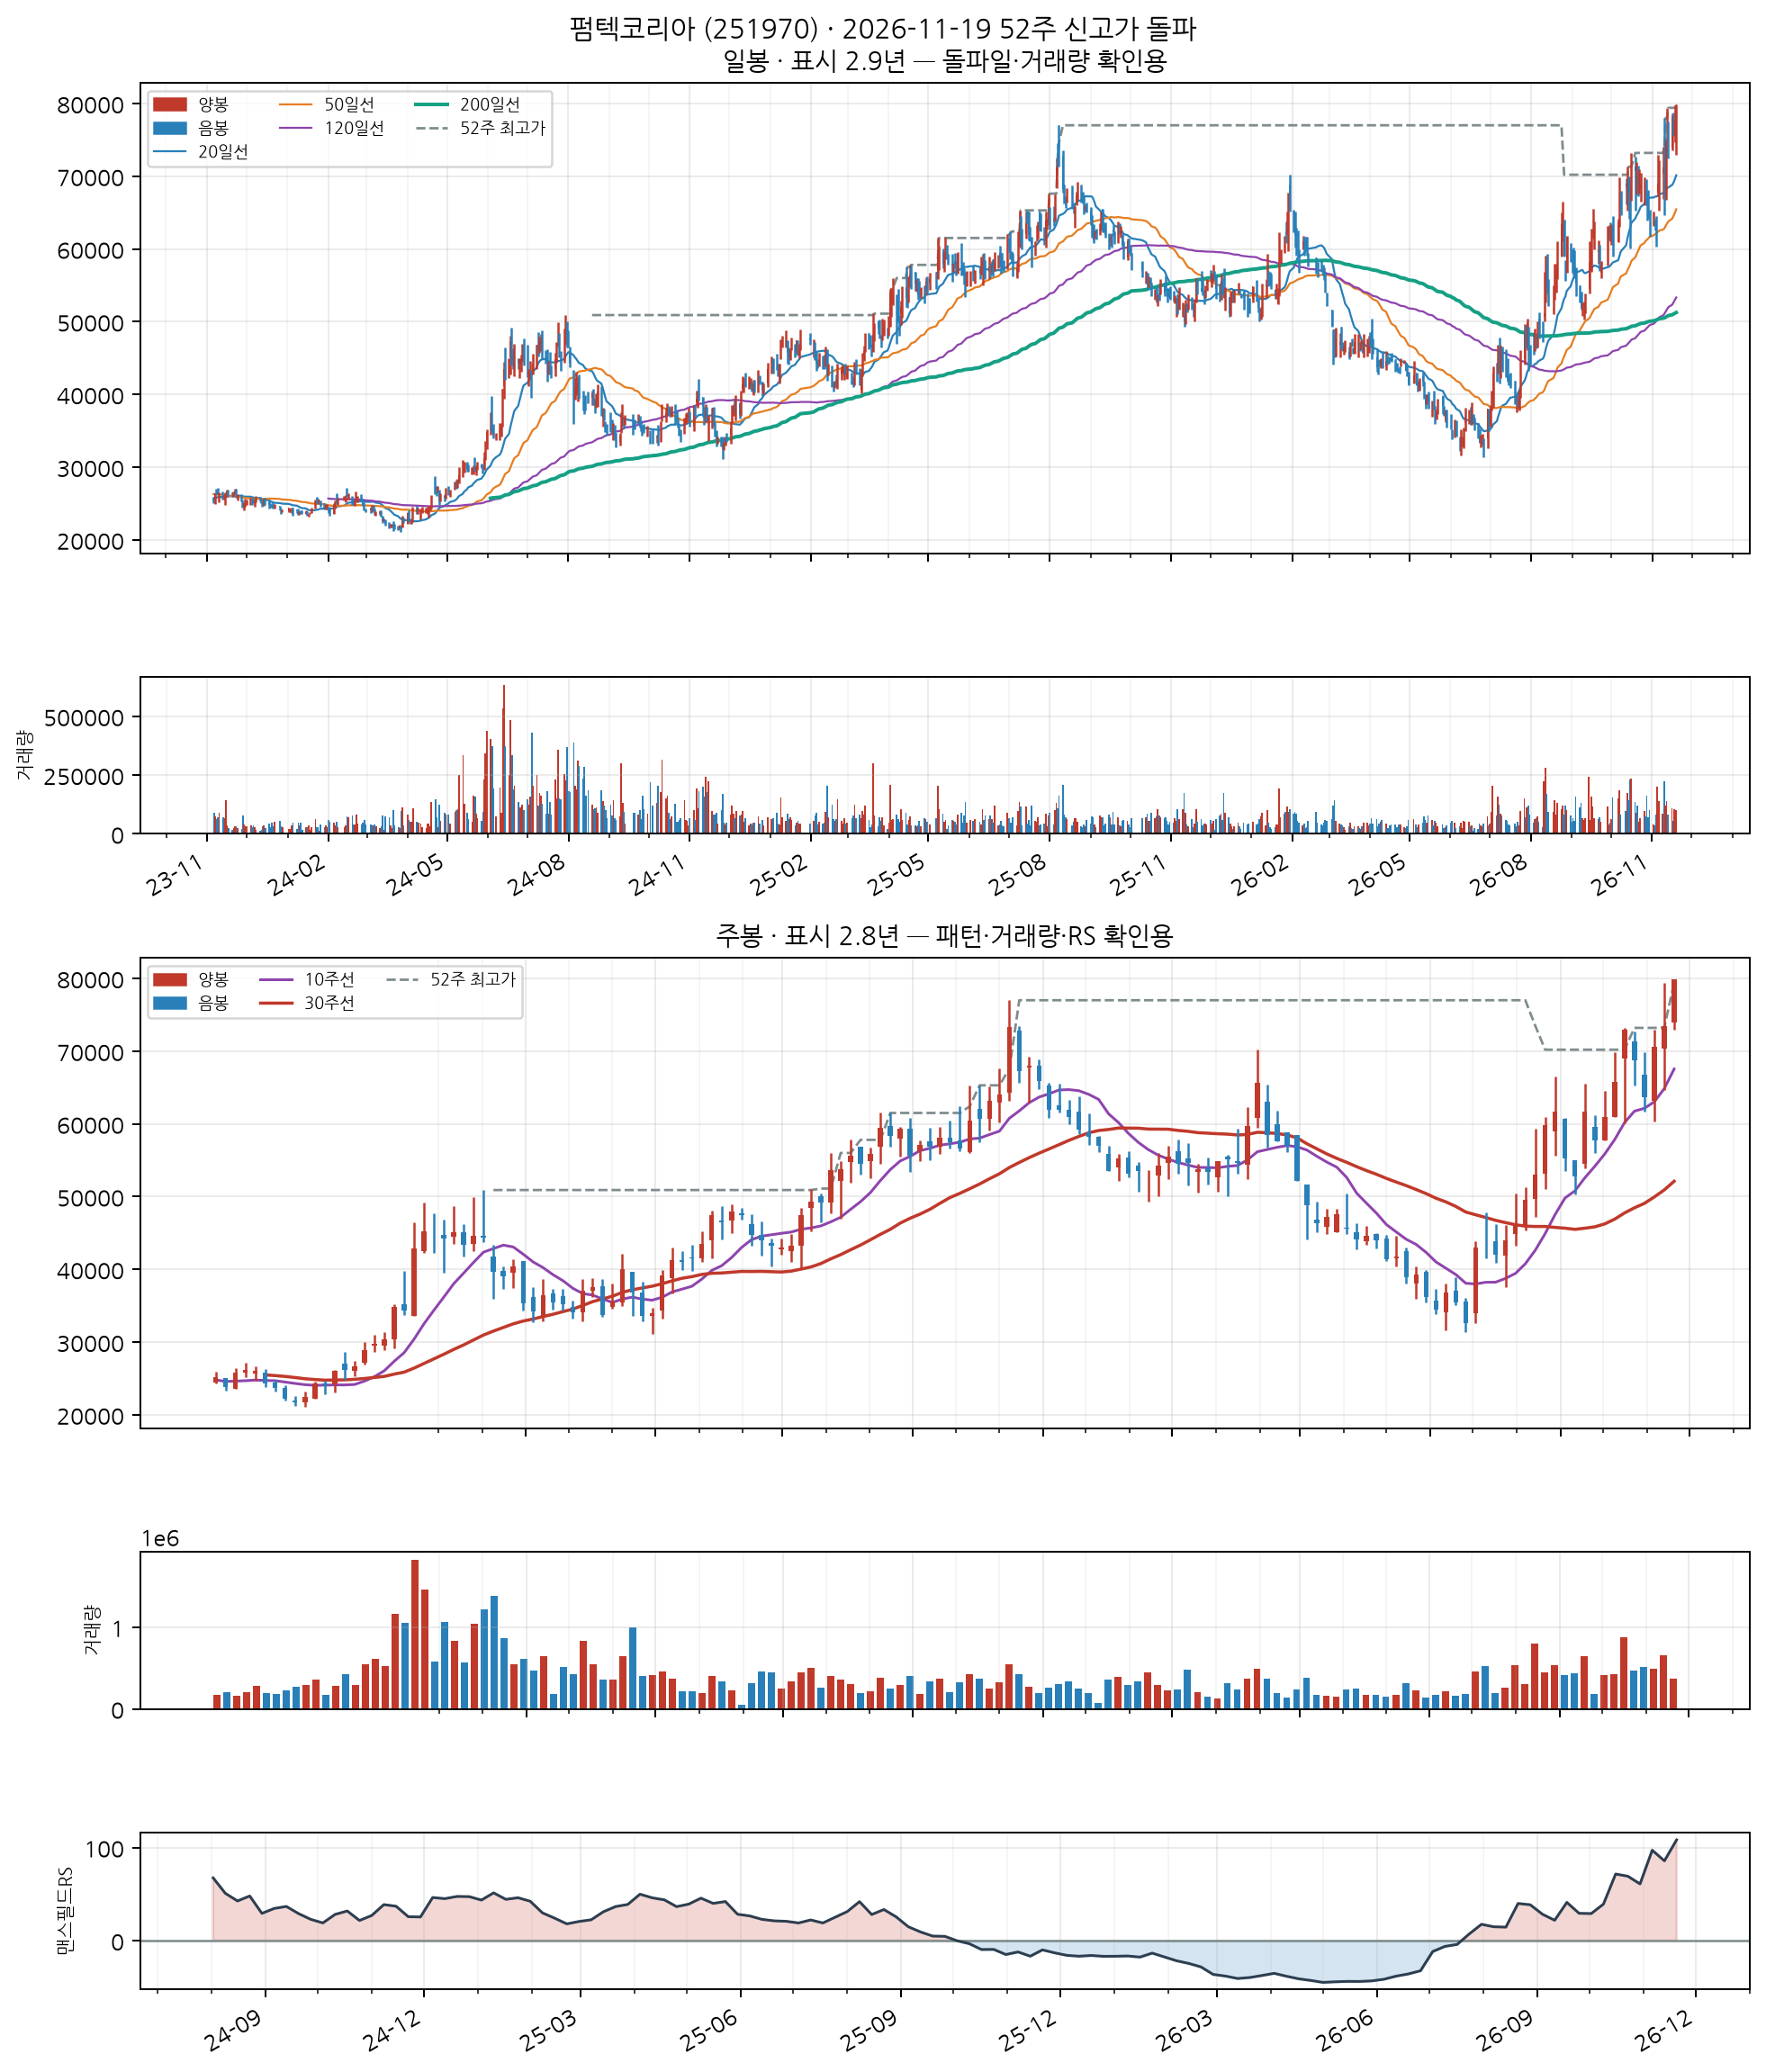 펌텍코리아 (251970) · 2026-11-19 52주 신고가 돌파
일봉 · 표시 2.9년 — 돌파일·거래량 확인용
양봉
음봉
20일선
50일선
120일선
200일선
52주 최고가
80000
70000
60000
50000
40000
30000
20000
거래량
500000
250000
0
23-11
24-02
24-05
24-08
24-11
25-02
25-05
25-08
25-11
26-02
26-05
26-08
26-11
주봉 · 표시 2.8년 — 패턴·거래량·RS 확인용
양봉
음봉
10주선
30주선
52주 최고가
80000
70000
60000
50000
40000
30000
20000
1e6
거래량
1
0
맨스필드RS
100
0
24-09
24-12
25-03
25-06
25-09
25-12
26-03
26-06
26-09
26-12